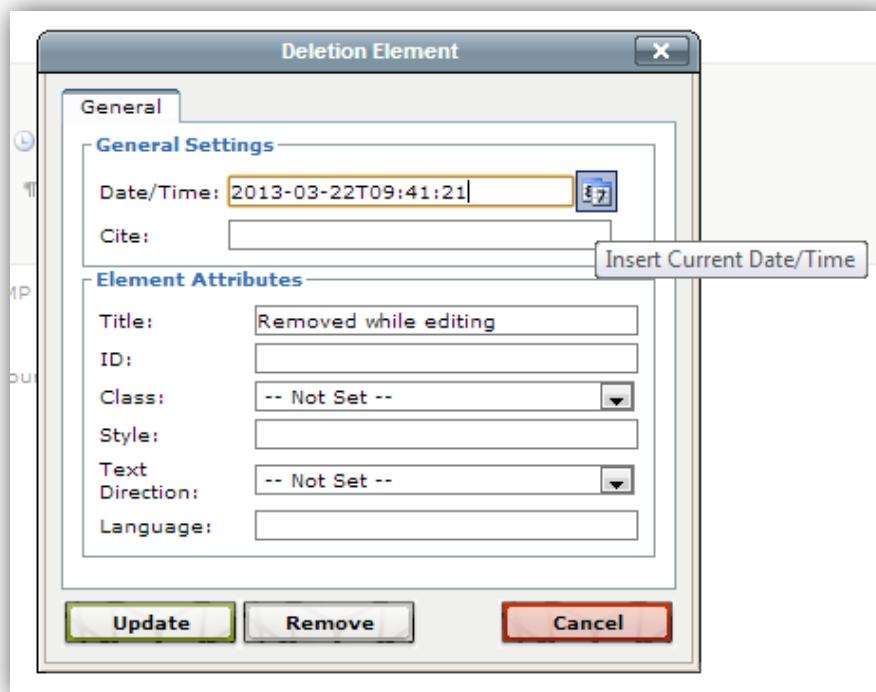 Deletion Element
General
General Settings
Date/Time: 2013-03-22T09:41:21
Cite:
Insert Current Date/Time
Element Attributes
MP
Title: Removed while editing
ID:
Class: -- Not Set --
Style:
Text Direction: -- Not Set --
Language:
Update Remove Cancel